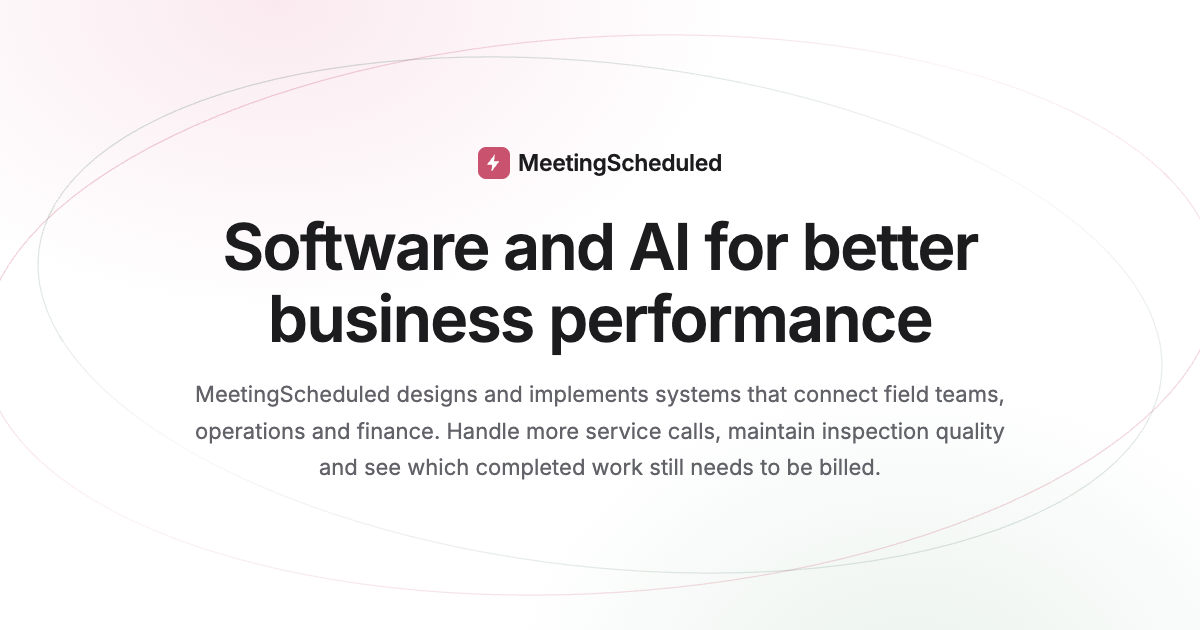 MeetingScheduled
Software and AI for better
business performance
MeetingScheduled designs and implements systems that connect field teams,
operations and finance. Handle more service calls, maintain inspection quality
and see which completed work still needs to be billed.